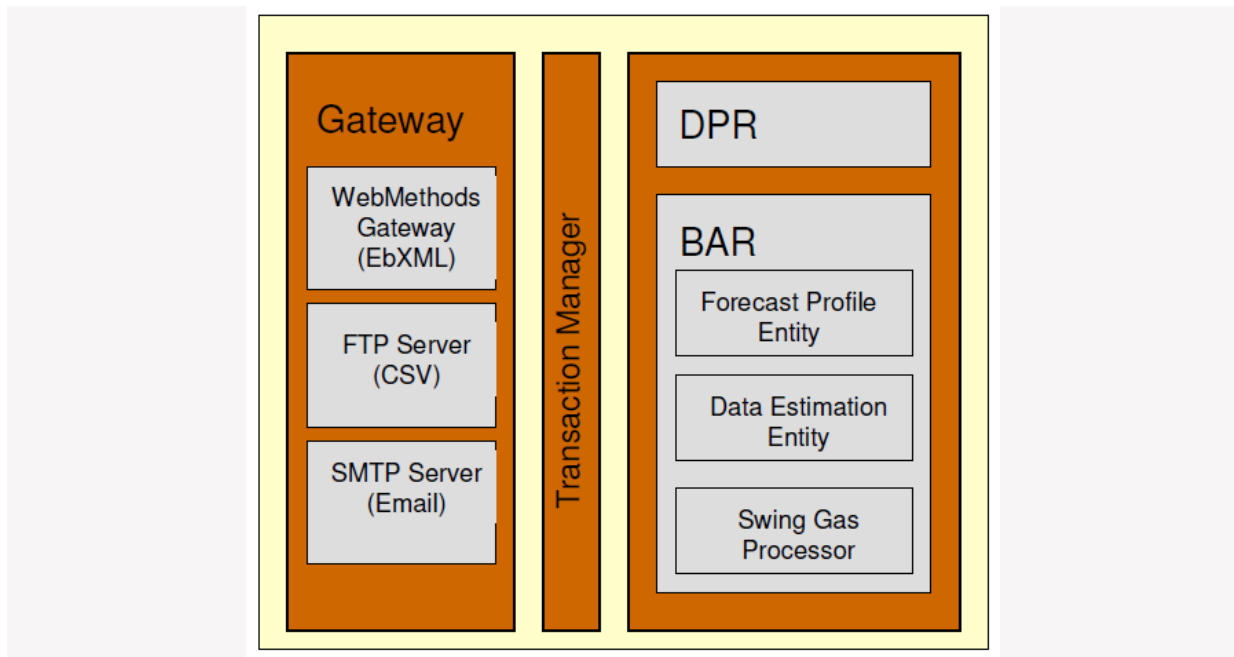 Gateway
WebMethods
Gateway
(EbXML)
FTP Server
(CSV)
SMTP Server
(Email)
Transaction Manager
DPR
BAR
Forecast Profile
Entity
Data Estimation
Entity
Swing Gas
Processor